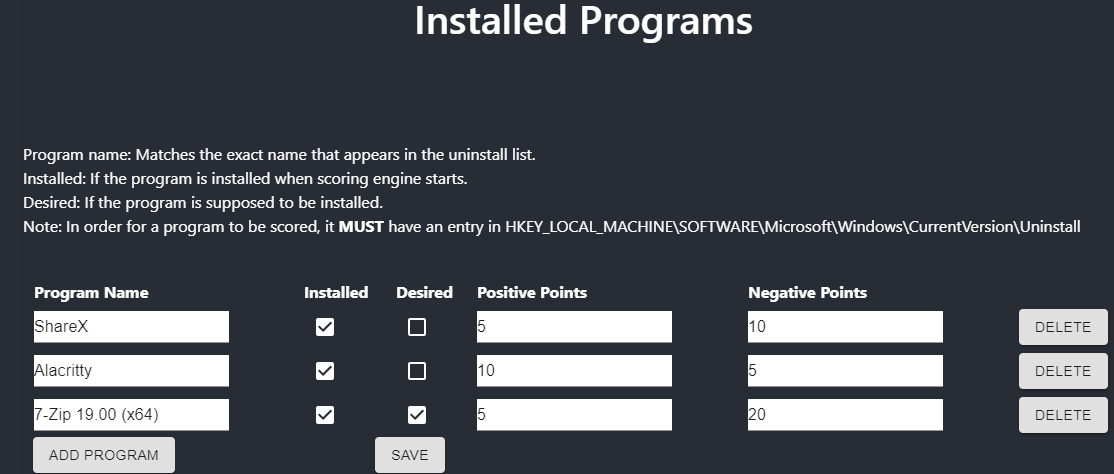 Installed Programs
Program name: Matches the exact name that appears in the uninstall list.
Installed: If the program is installed when scoring engine starts.
Desired: If the program is supposed to be installed.
Note: In order for a program to be scored, it MUST have an entry in HKEY_LOCAL_MACHINE\SOFTWARE\Microsoft\Windows\CurrentVersion\Uninstall
Program Name Installed Desired Positive Points Negative Points
ShareX 5 10 DELETE
Alacritty 10 5 DELETE
7-Zip 19.00 (x64) 5 20 DELETE
ADD PROGRAM SAVE